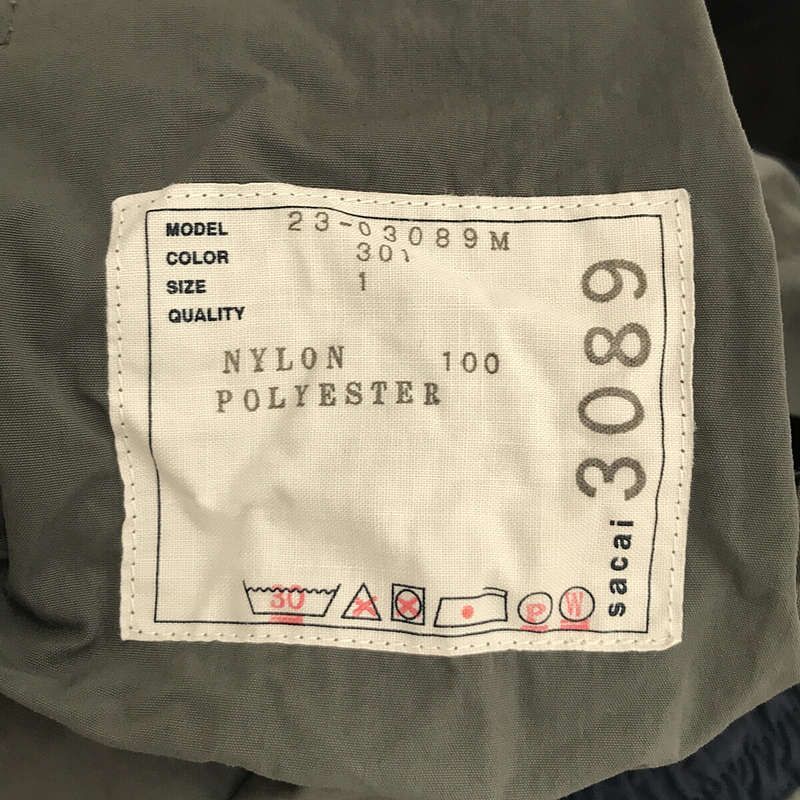 MODEL 23-03089M
COLOR 301
SIZE 1
QUALITY
NYLON 100
POLYESTER
30
P
W
sacai 3089